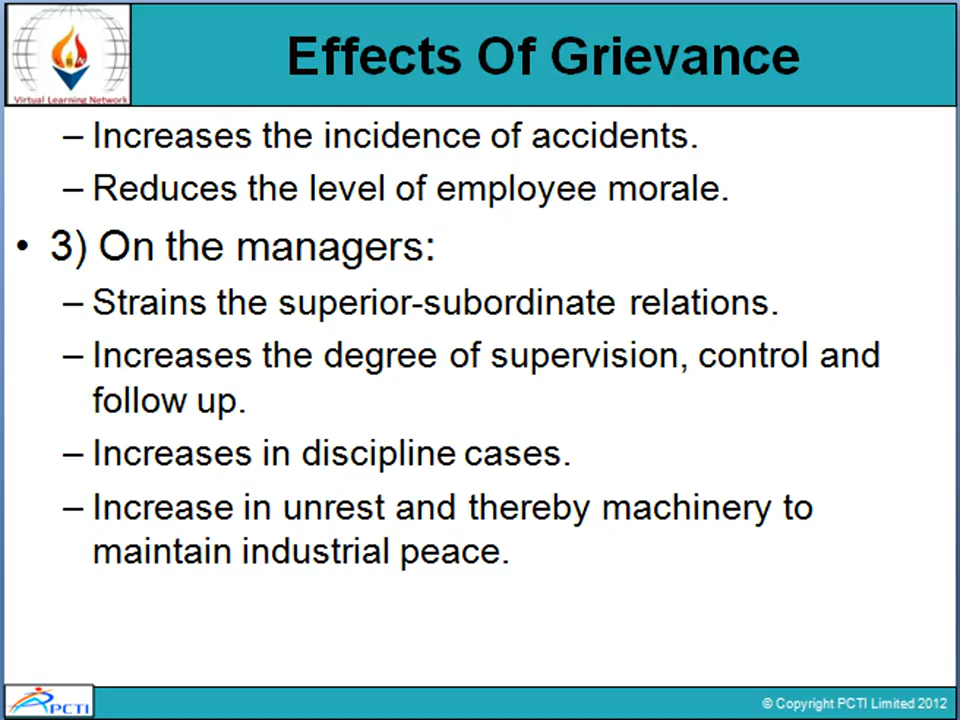 Effects Of Grievance
Virtual Learning Network
– Increases the incidence of accidents.
– Reduces the level of employee morale.
• 3) On the managers:
– Strains the superior-subordinate relations.
– Increases the degree of supervision, control and
follow up.
– Increases in discipline cases.
– Increase in unrest and thereby machinery to
maintain industrial peace.
PCTI
© Copyright PCTI Limited 2012